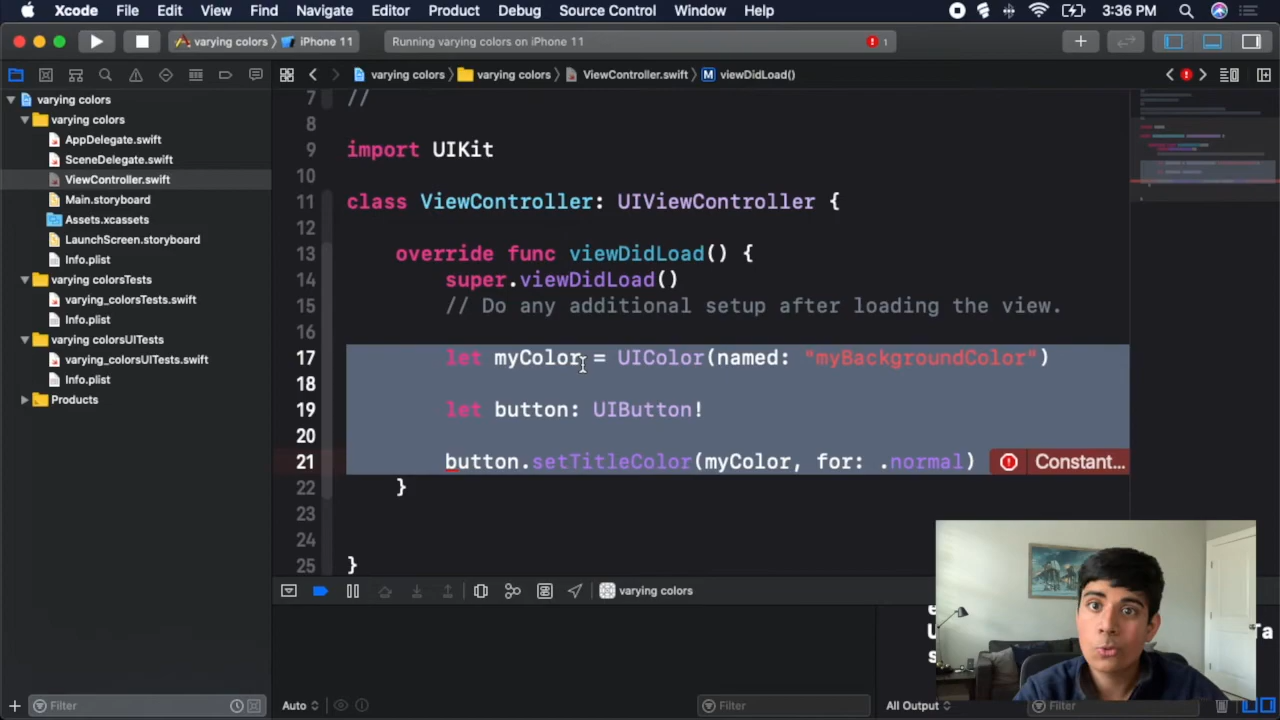 Xcode File Edit View Find Navigate Editor Product Debug Source Control Window Help 3:36 PM
varying colors iPhone 11 Running varying colors on iPhone 11 1
varying colors varying colors ViewController.swift M viewDidLoad()
varying colors
varying colors
AppDelegate.swift
SceneDelegate.swift
ViewController.swift
Main.storyboard
Assets.xcassets
LaunchScreen.storyboard
Info.plist
varying colorsTests
varying_colorsTests.swift
Info.plist
varying colorsUITests
varying_colorsUITests.swift
Info.plist
Products
Filter
7 //
8
9 import UIKit
10
11 class ViewController: UIViewController {
12
13 override func viewDidLoad() {
14 super.viewDidLoad()
15 // Do any additional setup after loading the view.
16
17 let myColor = UIColor(named: "myBackgroundColor")
18
19 let button: UIButton!
20
21 button.setTitleColor(myColor, for: .normal) Constant...
22 }
23
24
25 }
varying colors
Auto Filter All Output Filter